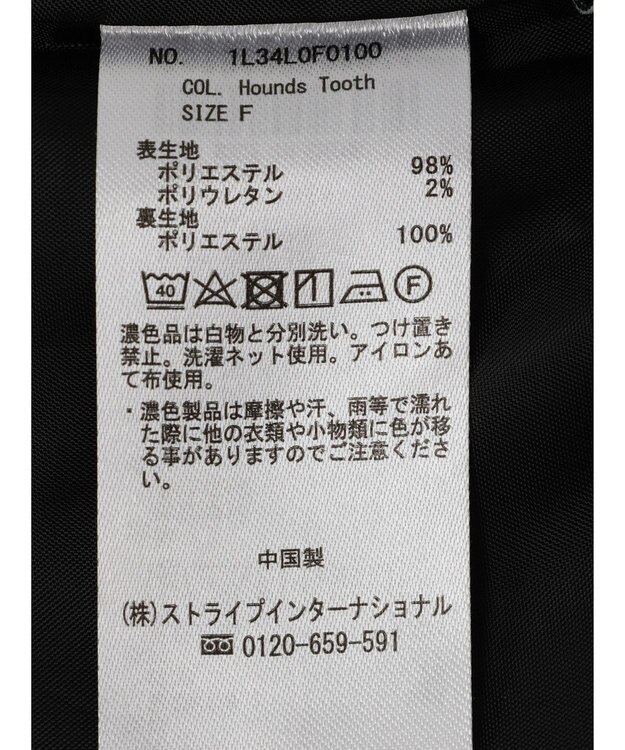 NO. 1L34L0F0100
COL. Hounds Tooth
SIZE F
表生地
ポリエステル 98%
ポリウレタン 2%
裏生地
ポリエステル 100%
40 F
濃色品は白物と分別洗い。つけ置き
禁止。洗濯ネット使用。アイロンあ
て布使用。
・濃色製品は摩擦や汗、雨等で濡れ
た際に他の衣類や小物類に色が移
る事がありますのでご注意くださ
い。
中国製
(株)ストライプインターナショナル
0120-659-591